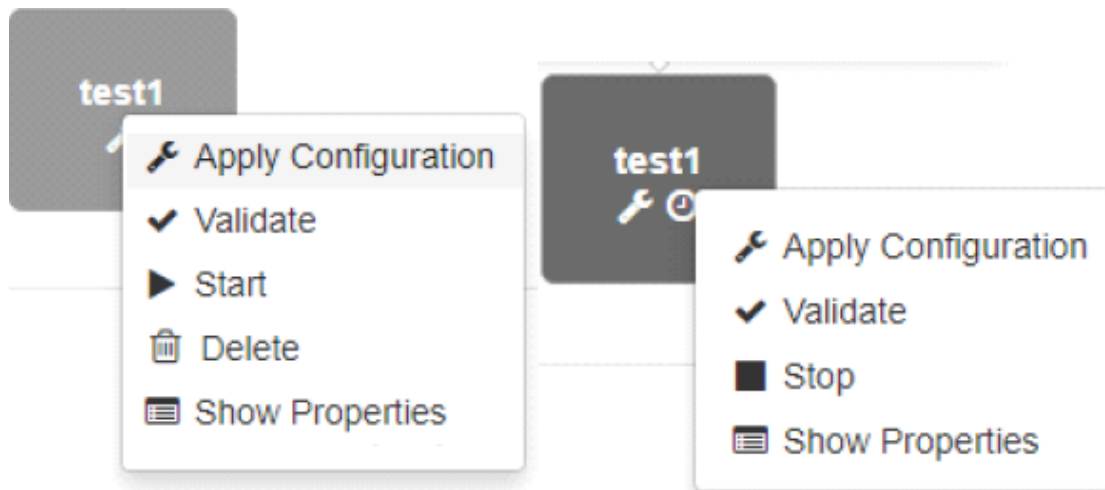 test1
Apply Configuration
Validate
Start
Delete
Show Properties
test1
Apply Configuration
Validate
Stop
Show Properties